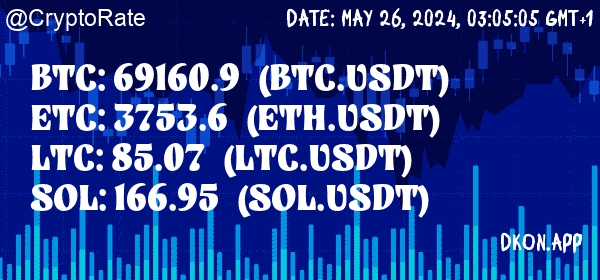 @CryptoRate
DATE: MAY 26, 2024, 03:05:05 GMT+1
BTC: 69160.9 (BTC.USDT)
ETC: 3753.6 (ETH.USDT)
LTC: 85.07 (LTC.USDT)
SOL: 166.95 (SOL.USDT)
DKON.APP